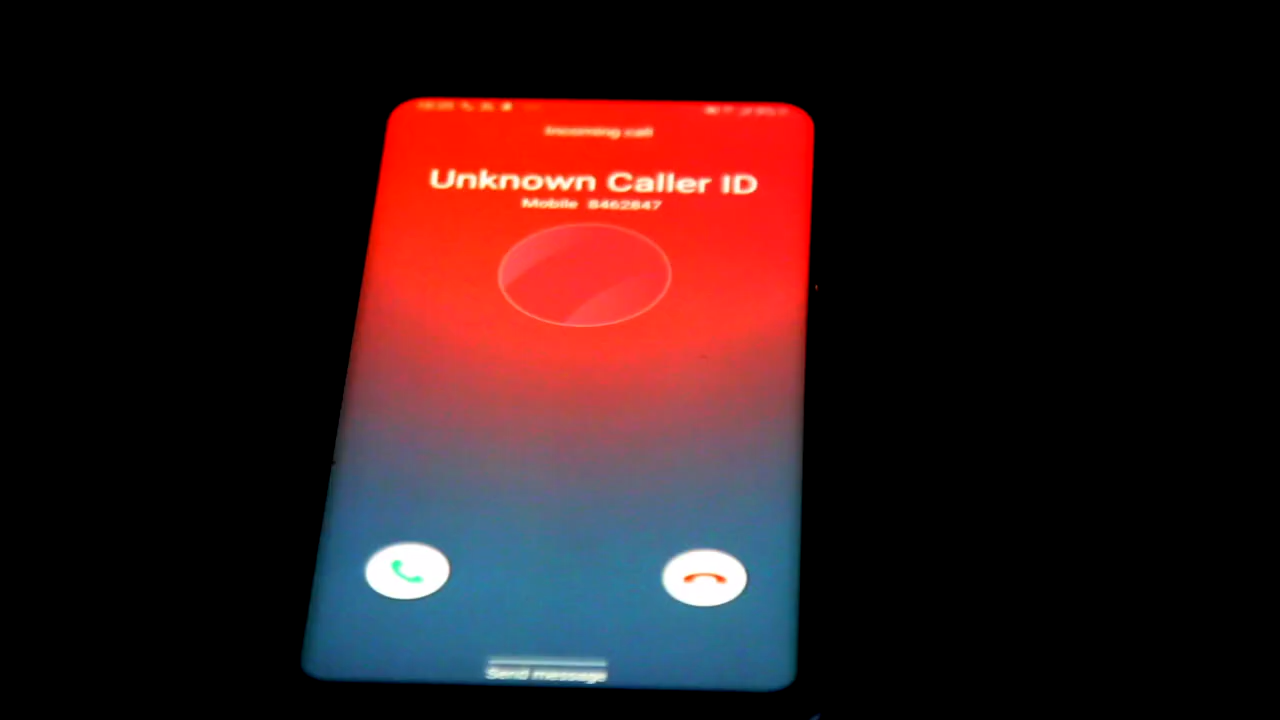 Incoming call
Unknown Caller ID
Mobile 8462847
Send message